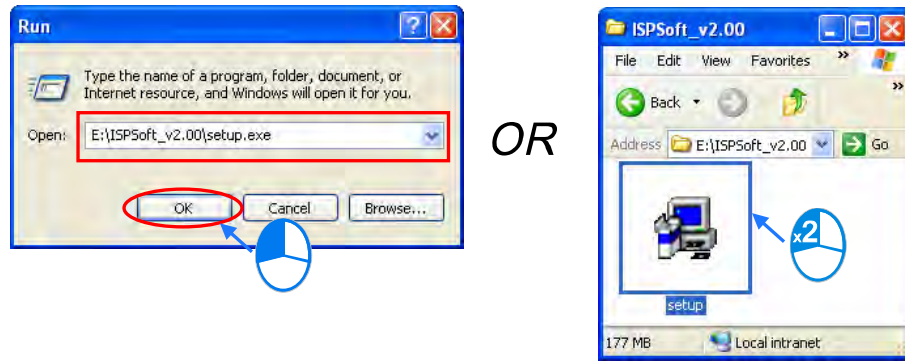 Run
Type the name of a program, folder, document, or
Internet resource, and Windows will open it for you.
Open: E:\ISPSoft_v2.00\setup.exe
OK Cancel Browse...
OR
ISPSoft_v2.00
File Edit View Favorites »
Back »
Address E:\ISPSoft_v2.00 Go
x2
setup
177 MB Local intranet